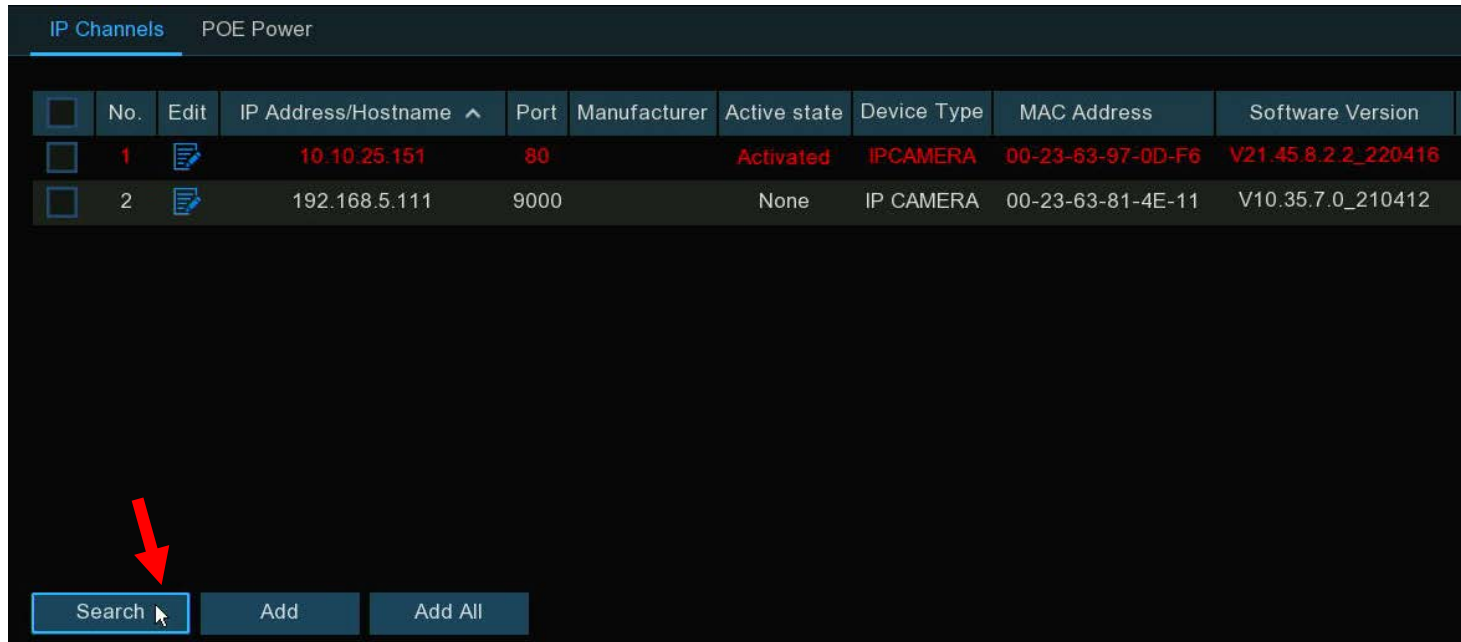 IP Channels POE Power
No. Edit IP Address/Hostname Port Manufacturer Active state Device Type MAC Address Software Version
1 10.10.25.151 80 Activated IPCAMERA 00-23-63-97-0D-F6 V21.45.8.2.2_220416
2 192.168.5.111 9000 None IP CAMERA 00-23-63-81-4E-11 V10.35.7.0_210412
Search Add Add All